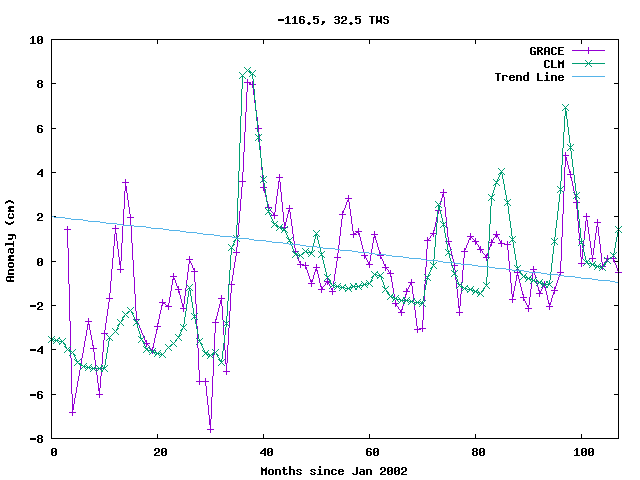 -116.5, 32.5 TWS
GRACE
CLM
Trend Line
10
8
6
4
2
0
-2
-4
-6
-8
Anomaly (cm)
0 20 40 60 80 100
Months since Jan 2002